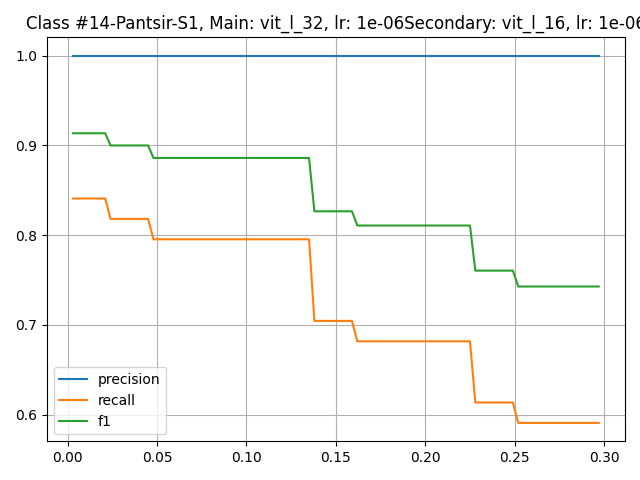 Class #14-Pantsir-S1, Main: vit_l_32, lr: 1e-06Secondary: vit_l_16, lr: 1e-06
1.0
0.9
0.8
0.7
0.6
precision
recall
f1
0.00 0.05 0.10 0.15 0.20 0.25 0.30